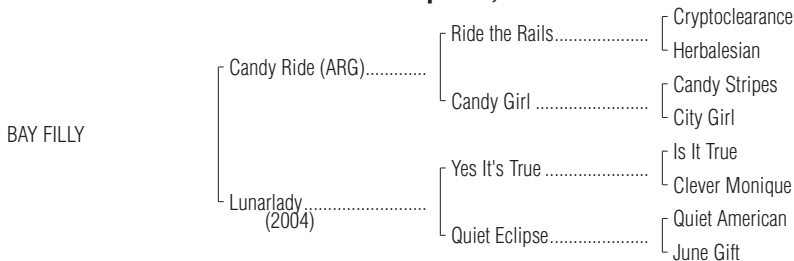 Cryptoclearance
Ride the Rails....................
Herbalesian
Candy Ride (ARG).............
Candy Stripes
Candy Girl ........................
City Girl
BAY FILLY
Is It True
Yes It's True ......................
Clever Monique
Lunarlady..........................
(2004)
Quiet American
Quiet Eclipse.....................
June Gift